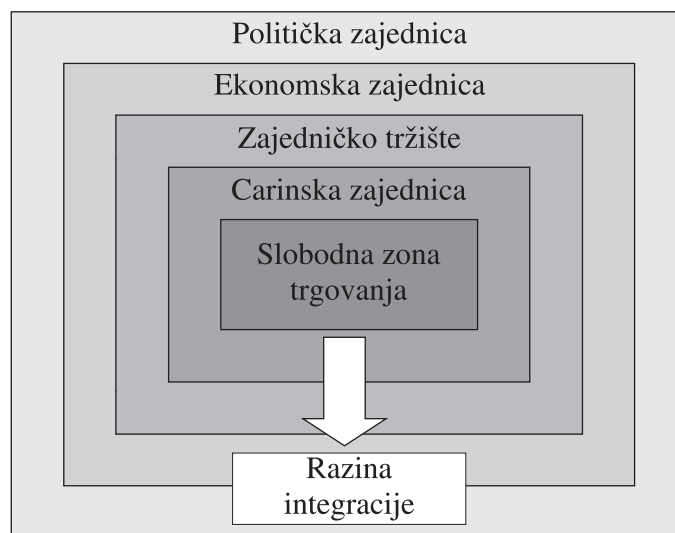 Politička zajednica
Ekonomska zajednica
Zajedničko tržište
Carinska zajednica
Slobodna zona
trgovanja
Razina
integracije